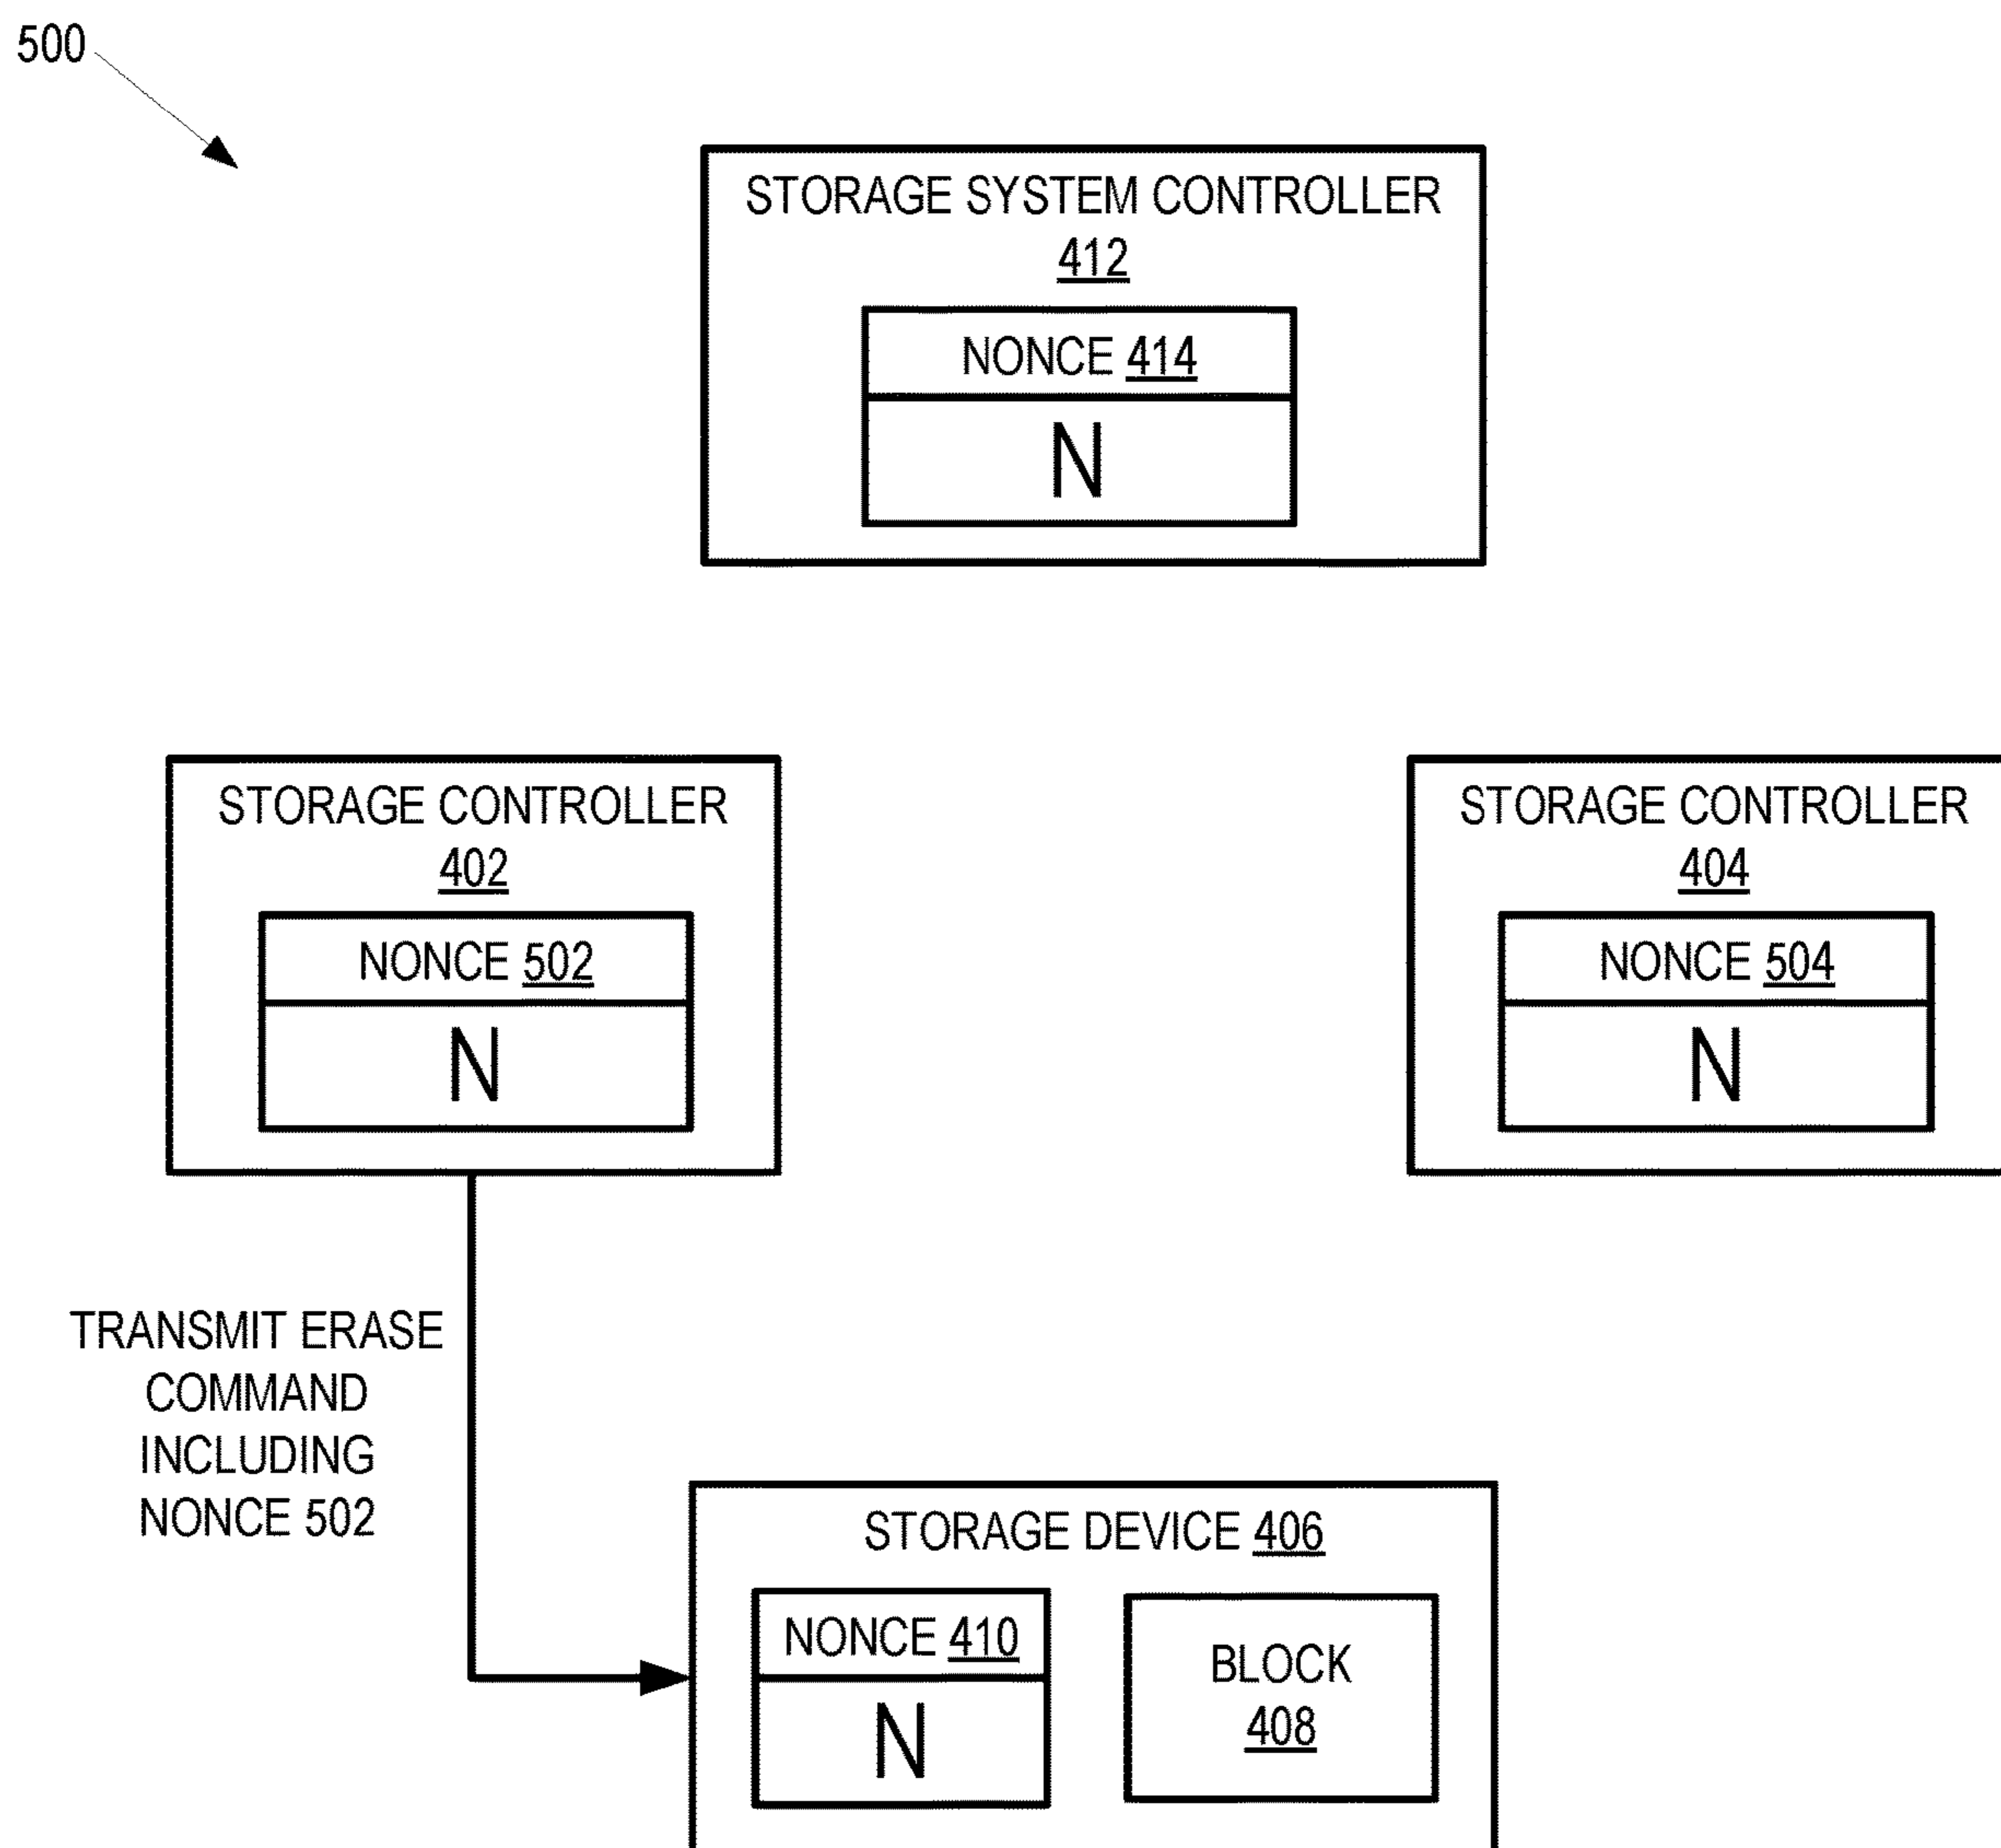 500
STORAGE SYSTEM CONTROLLER
412
NONCE 414
N
STORAGE CONTROLLER
402
NONCE 502
N
STORAGE CONTROLLER
404
NONCE 504
N
TRANSMIT ERASE
COMMAND
INCLUDING
NONCE 502
STORAGE DEVICE 406
NONCE 410
N
BLOCK
408